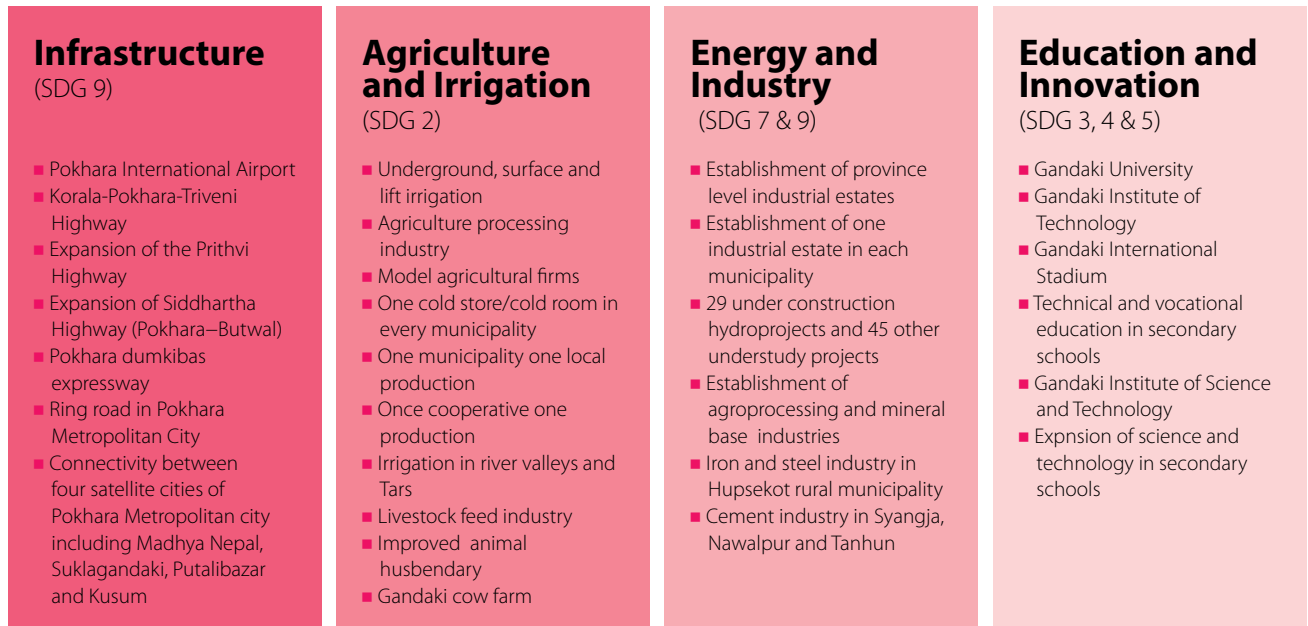 Infrastructure
(SDG 9)
■ Pokhara International Airport
■ Korala-Pokhara-Triveni
Highway
■ Expansion of the Prithvi
Highway
■ Expansion of Siddhartha
Highway (Pokhara–Butwal)
■ Pokhara dumkibas
expressway
■ Ring road in Pokhara
Metropolitan City
■ Connectivity between
four satellite cities of
Pokhara Metropolitan city
including Madhya Nepal,
Suklagandaki, Putalibazar
and Kusum
Agriculture
and Irrigation
(SDG 2)
■ Underground, surface and
lift irrigation
■ Agriculture processing
industry
■ Model agricultural firms
■ One cold store/cold room in
every municipality
■ One municipality one local
production
■ Once cooperative one
production
■ Irrigation in river valleys and
Tars
■ Livestock feed industry
■ Improved animal
husbendary
■ Gandaki cow farm
Energy and
Industry
(SDG 7 & 9)
■ Establishment of province
level industrial estates
■ Establishment of one
industrial estate in each
municipality
■ 29 under construction
hydroprojects and 45 other
understudy projects
■ Establishment of
agroprocessing and mineral
base industries
■ Iron and steel industry in
Hupsekot rural municipality
■ Cement industry in Syangja,
Nawalpur and Tanhun
Education and
Innovation
(SDG 3, 4 & 5)
■ Gandaki University
■ Gandaki Institute of
Technology
■ Gandaki International
Stadium
■ Technical and vocational
education in secondary
schools
■ Gandaki Institute of Science
and Technology
■ Expnsion of science and
technology in secondary
schools